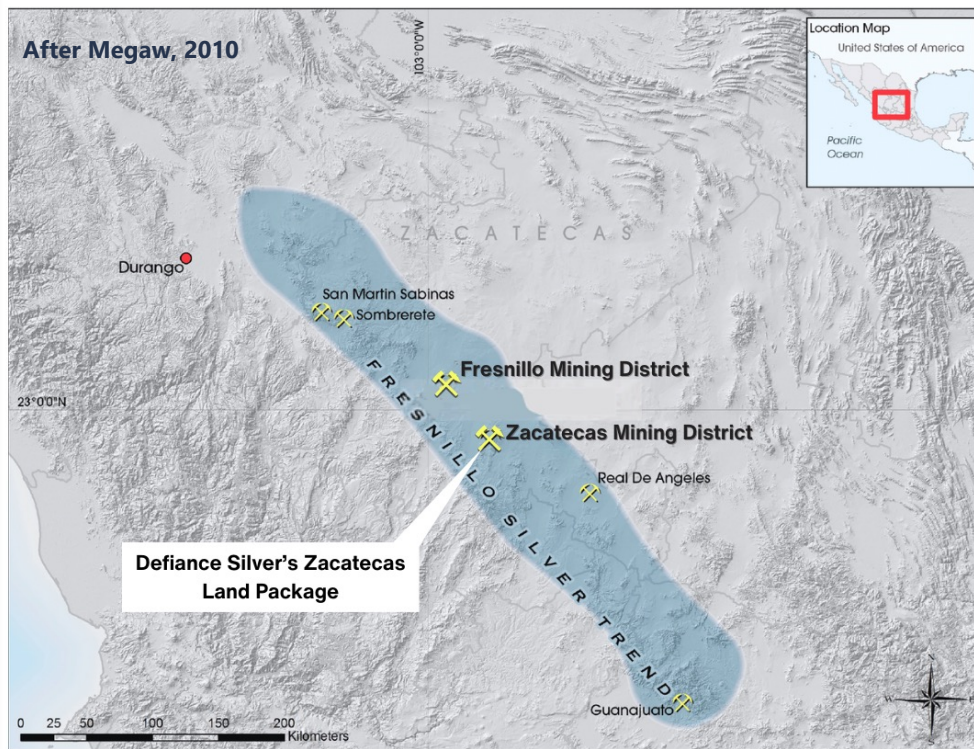 After Megaw, 2010
103°0'0"W
Location Map
United States of America
Pacific
Ocean
ZACATECAS
Durango
San Martin Sabinas
Sombrerete
Fresnillo Mining District
23°0'0"N
Zacatecas Mining District
Real De Angeles
FRESNILLO SILVER TREND
Defiance Silver's Zacatecas
Land Package
Guanajuato
N
W
E
S
0 25 50 100 150 200
Kilometers